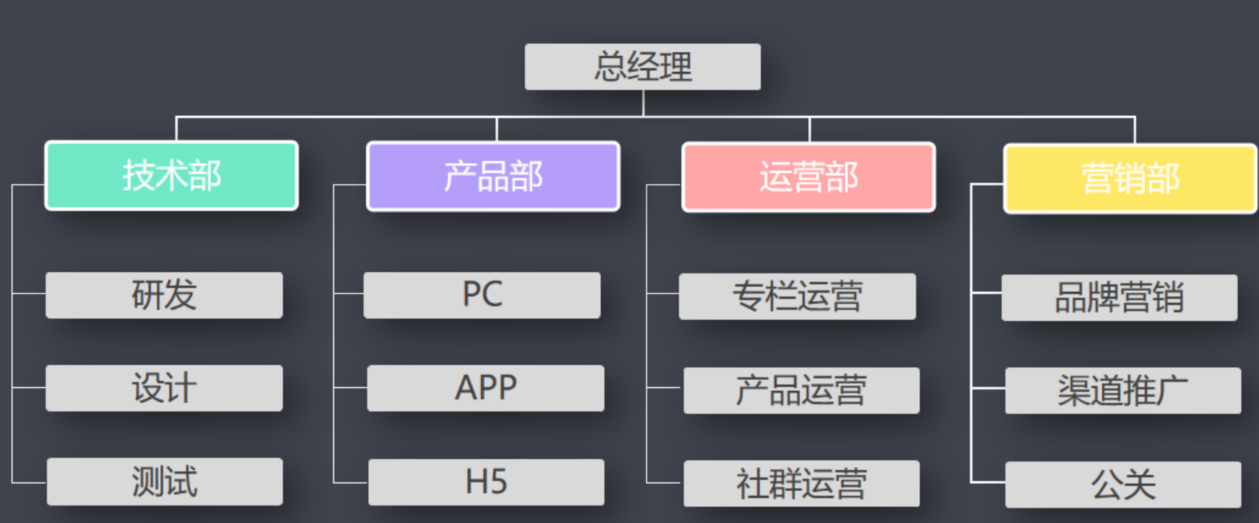 总经理
技术部
产品部
运营部
营销部
研发
PC
专栏运营
品牌营销
设计
APP
产品运营
渠道推广
测试
H5
社群运营
公关